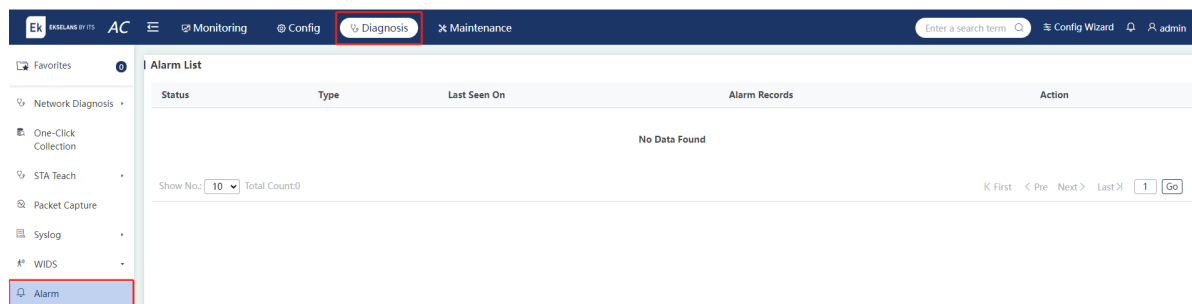 Ek EKSELANS BY ITS AC Monitoring Config Diagnosis Maintenance Enter a search term Config Wizard admin
Favorites 0
Alarm List
Status Type Last Seen On Alarm Records Action
Network Diagnosis
One-Click
Collection
No Data Found
STA Teach
Show No.: 10 Total Count:0 First Pre Next Last 1 Go
Packet Capture
Syslog
WIDS
Alarm